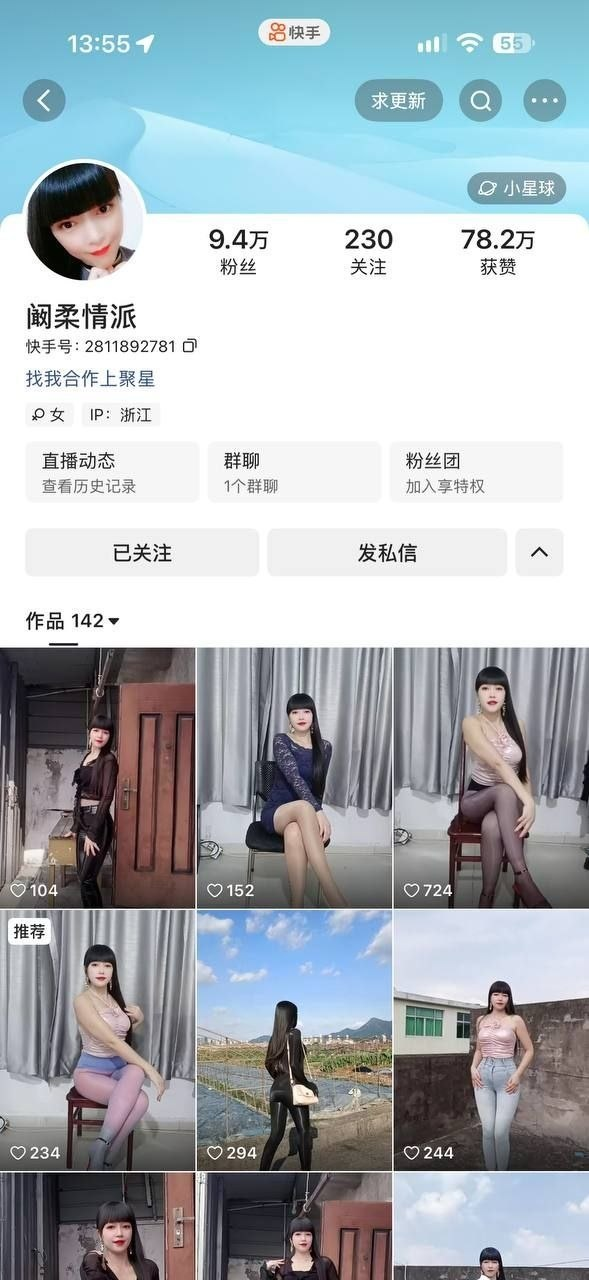 13:55
快手
55
求更新
小星球
9.4万
230
78.2万
粉丝
关注
获赞
阚柔情派
快手号：2811892781
找我合作上聚星
女
IP：浙江
直播动态
群聊
粉丝团
查看历史记录
1个群聊
加入享特权
已关注
发私信
作品 142
104
152
724
推荐
234
294
244